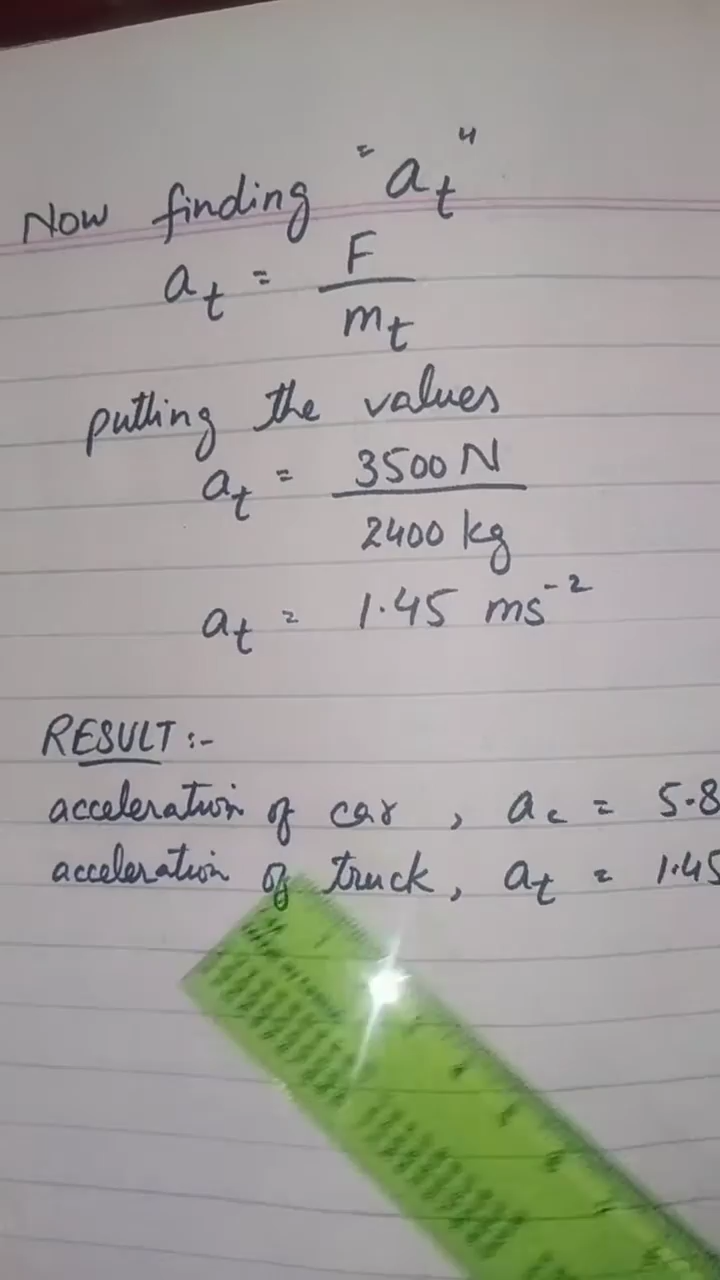 Now finding "at"
at = F
mt
putting the values
at = 3500 N
2400 kg
at = 1.45 ms⁻²
RESULT :-
acceleration of car , ac = 5.8
acceleration of truck, at = 1.45